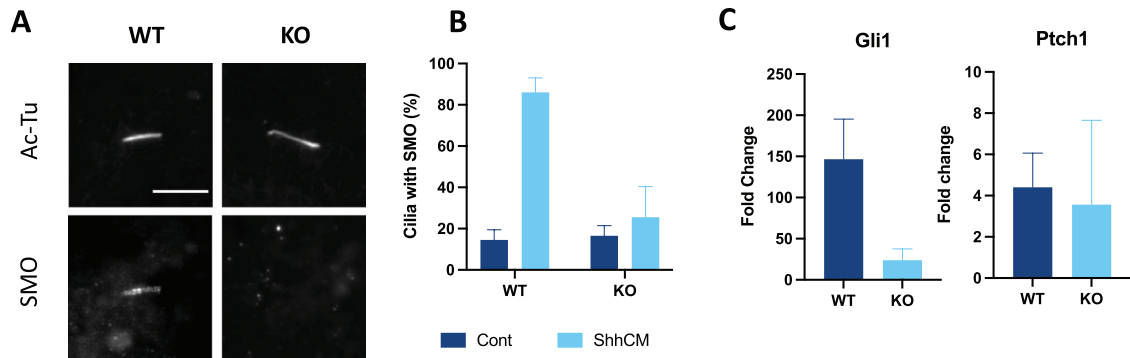 A
WT
KO
Ac-Tu
SMO
B
Cilia with SMO (%)
100
80
60
40
20
0
WT
KO
Cont
ShhCM
C
Gli1
Fold Change
250
200
150
100
50
0
WT
KO
Ptch1
Fold change
10
8
6
4
2
0
WT
KO